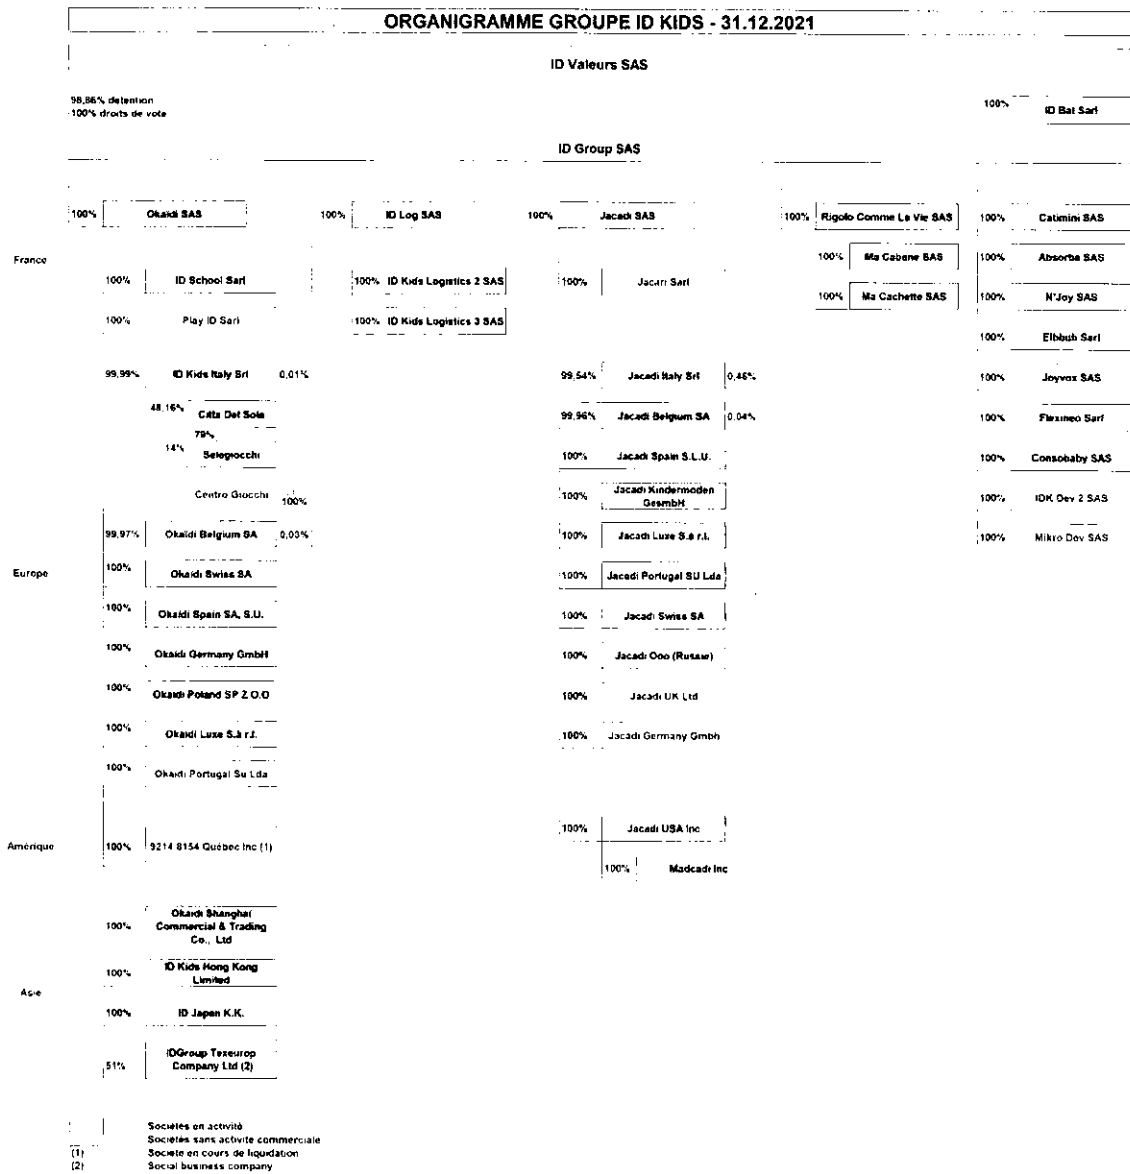 ORGANIGRAMME GROUPE ID KIDS - 31.12.2021
ID Valeurs SAS
98,86% detention
100% droits de vote
100% ID Bat Sarl
ID Group SAS
100% Okaidi SAS 100% ID Log SAS 100% Jacadi SAS 100% Rigolo Comme La Vie SAS 100% Catimini SAS
France 100% Ma Cabane SAS 100% Absorba SAS
100% ID School Sarl 100% ID Kids Logistics 2 SAS 100% Jacarr Sarl 100% Ma Cachette SAS 100% N'Joy SAS
100% Play ID Sarl 100% ID Kids Logistics 3 SAS 100% Elbbub Sarl
99,99% ID Kids Italy Srl 0,01% 99,54% Jacadi Italy Srl 0,46% 100% Joyvox SAS
48,16% Citta Del Sole 99,96% Jacadi Belgium SA 0,04% 100% Flexineo Sarl
79%
14% Selegiocchi 100% Jacadi Spain S.L.U. 100% Consobaby SAS
Centro Giocchi 100% 100% Jacadi Kindermoden GesmbH 100% IDK Dev 2 SAS
99,97% Okaïdi Belgium SA 0,03% 100% Jacadi Luxe S.à r.l. 100% Mikro Dev SAS
Europe 100% Okaïdi Swiss SA 100% Jacadi Portugal SU Lda
100% Okaïdi Spain SA, S.U. 100% Jacadi Swiss SA
100% Okaïdi Germany GmbH 100% Jacadi Ooo (Russie)
100% Okaidi Poland SP Z.O.O 100% Jacadi UK Ltd
100% Okaïdi Luxe S.à r.l. 100% Jacadi Germany Gmbh
100% Okaïdi Portugal Su Lda
100% Jacadi USA Inc
Amérique 100% 9214 8154 Québec Inc (1)
100% Madcadi Inc
100% Okaidi Shanghai Commercial & Trading Co., Ltd
100% ID Kids Hong Kong Limited
Asie
100% ID Japan K.K.
51% IDGroup Texeurop Company Ltd (2)
Sociétés en activité
Sociétés sans activité commerciale
(1) Société en cours de liquidation
(2) Social business company